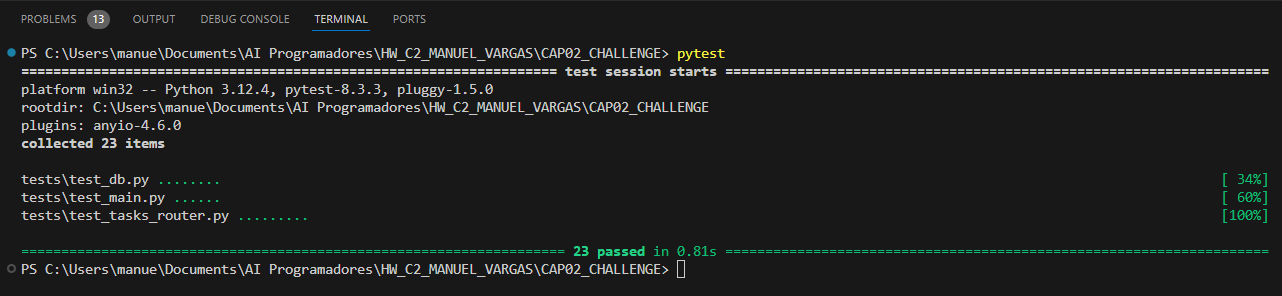 PROBLEMS 13 OUTPUT DEBUG CONSOLE TERMINAL PORTS
PS C:\Users\manue\Documents\AI Programadores\HW_C2_MANUEL_VARGAS\CAP02_CHALLENGE> pytest
=================================================================== test session starts ====================================================================
platform win32 -- Python 3.12.4, pytest-8.3.3, pluggy-1.5.0
rootdir: C:\Users\manue\Documents\AI Programadores\HW_C2_MANUEL_VARGAS\CAP02_CHALLENGE
plugins: anyio-4.6.0
collected 23 items
tests\test_db.py ........ [ 34%]
tests\test_main.py ...... [ 60%]
tests\test_tasks_router.py ......... [100%]
==================================================================== 23 passed in 0.81s ====================================================================
PS C:\Users\manue\Documents\AI Programadores\HW_C2_MANUEL_VARGAS\CAP02_CHALLENGE>